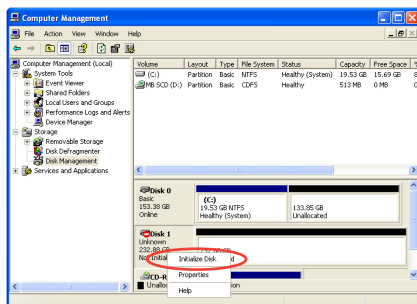 Computer Management
File Action View Window Help
Computer Management (Local)
System Tools
Event Viewer
Shared Folders
Local Users and Groups
Performance Logs and Alerts
Device Manager
Storage
Removable Storage
Disk Defragmenter
Disk Management
Services and Applications
Volume Layout Type File System Status Capacity Free Space
(C:) Partition Basic NTFS Healthy (System) 19.53 GB 15.69 GB
MB SCD (D:) Partition Basic CDFS Healthy 513 MB 0 MB
Disk 0
Basic
153.38 GB
Online
(C:)
19.53 GB NTFS
Healthy (System)
133.85 GB
Unallocated
Disk 1
Unknown
232.88 GB
Initialize Disk
Properties
Help